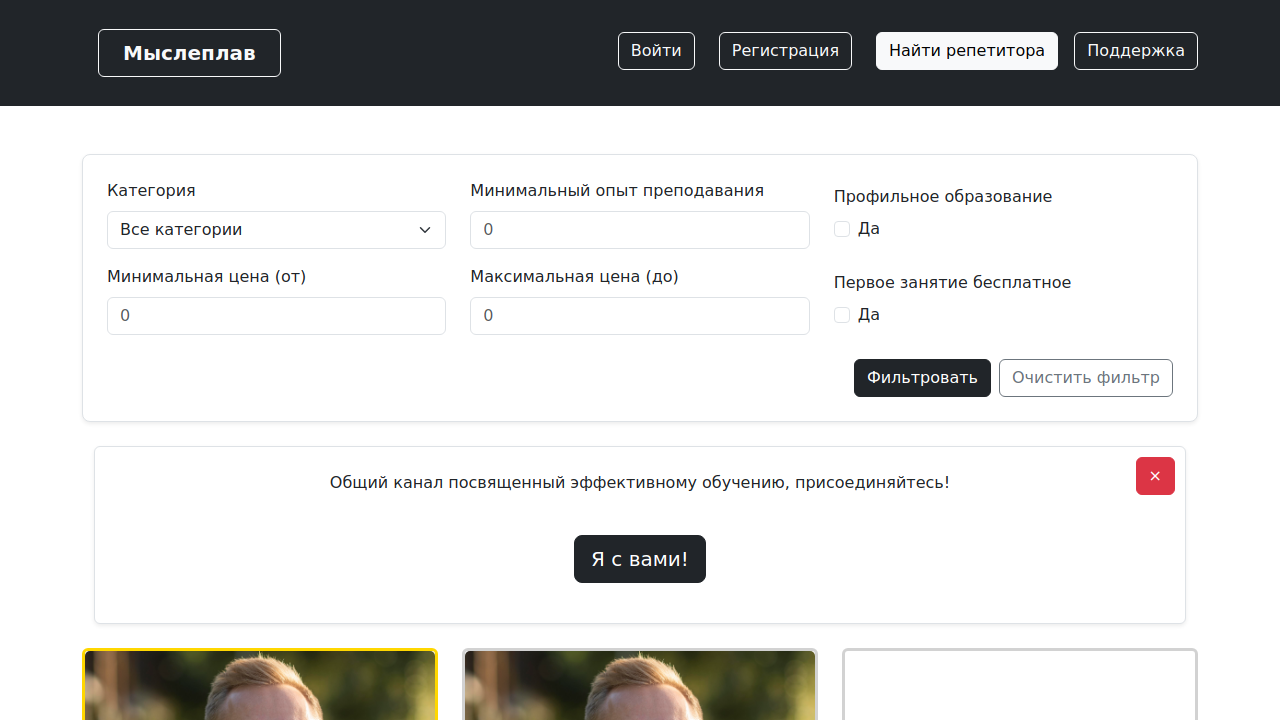 Мыслеплав
Войти
Регистрация
Найти репетитора
Поддержка
Категория
Все категории
Минимальный опыт преподавания
0
Профильное образование
Да
Минимальная цена (от)
0
Максимальная цена (до)
0
Первое занятие бесплатное
Да
Фильтровать
Очистить фильтр
Общий канал посвященный эффективному обучению, присоединяйтесь!
Я с вами!